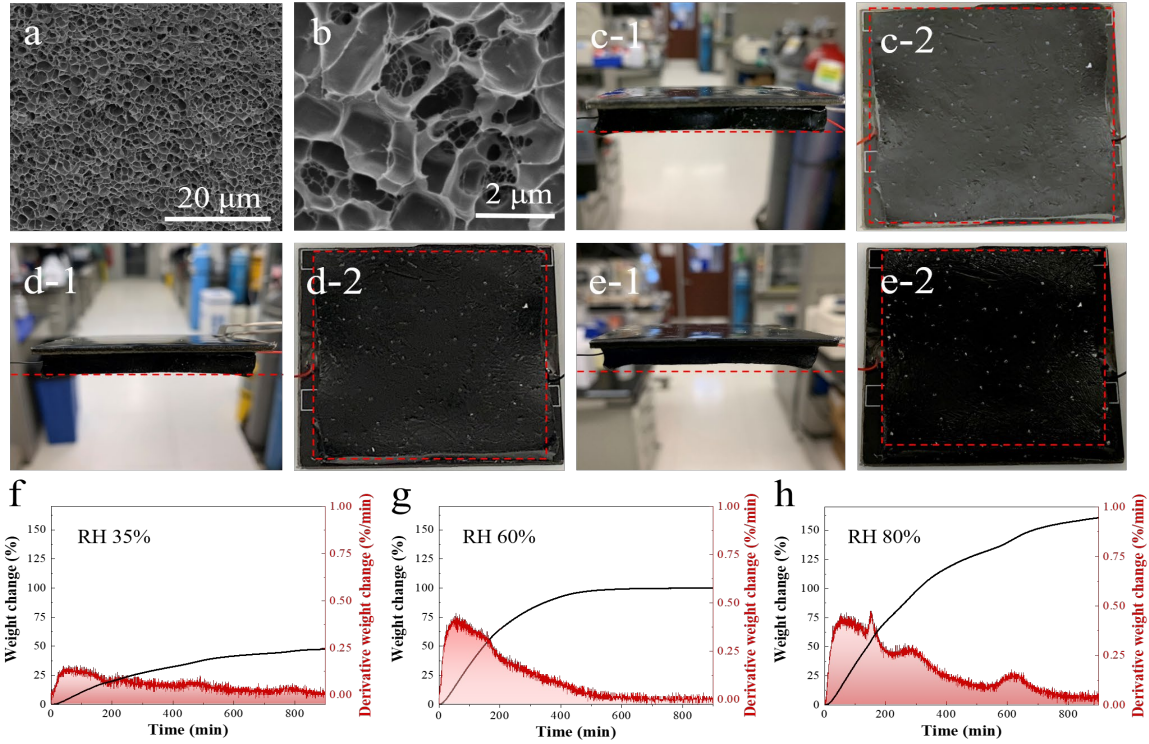 a
20 μm
b
2 μm
c-1
c-2
d-1
d-2
e-1
e-2
f
RH 35%
Weight change (%)
150
125
100
75
50
25
0
0 200 400 600 800
Time (min)
1.00
0.75
0.50
0.25
0.00
Derivative weight change (%/min)
g
RH 60%
Weight change (%)
150
125
100
75
50
25
0
0 200 400 600 800
Time (min)
1.00
0.75
0.50
0.25
0.00
Derivative weight change (%/min)
h
RH 80%
Weight change (%)
150
125
100
75
50
25
0
0 200 400 600 800
Time (min)
1.00
0.75
0.50
0.25
0.00
Derivative weight change (%/min)